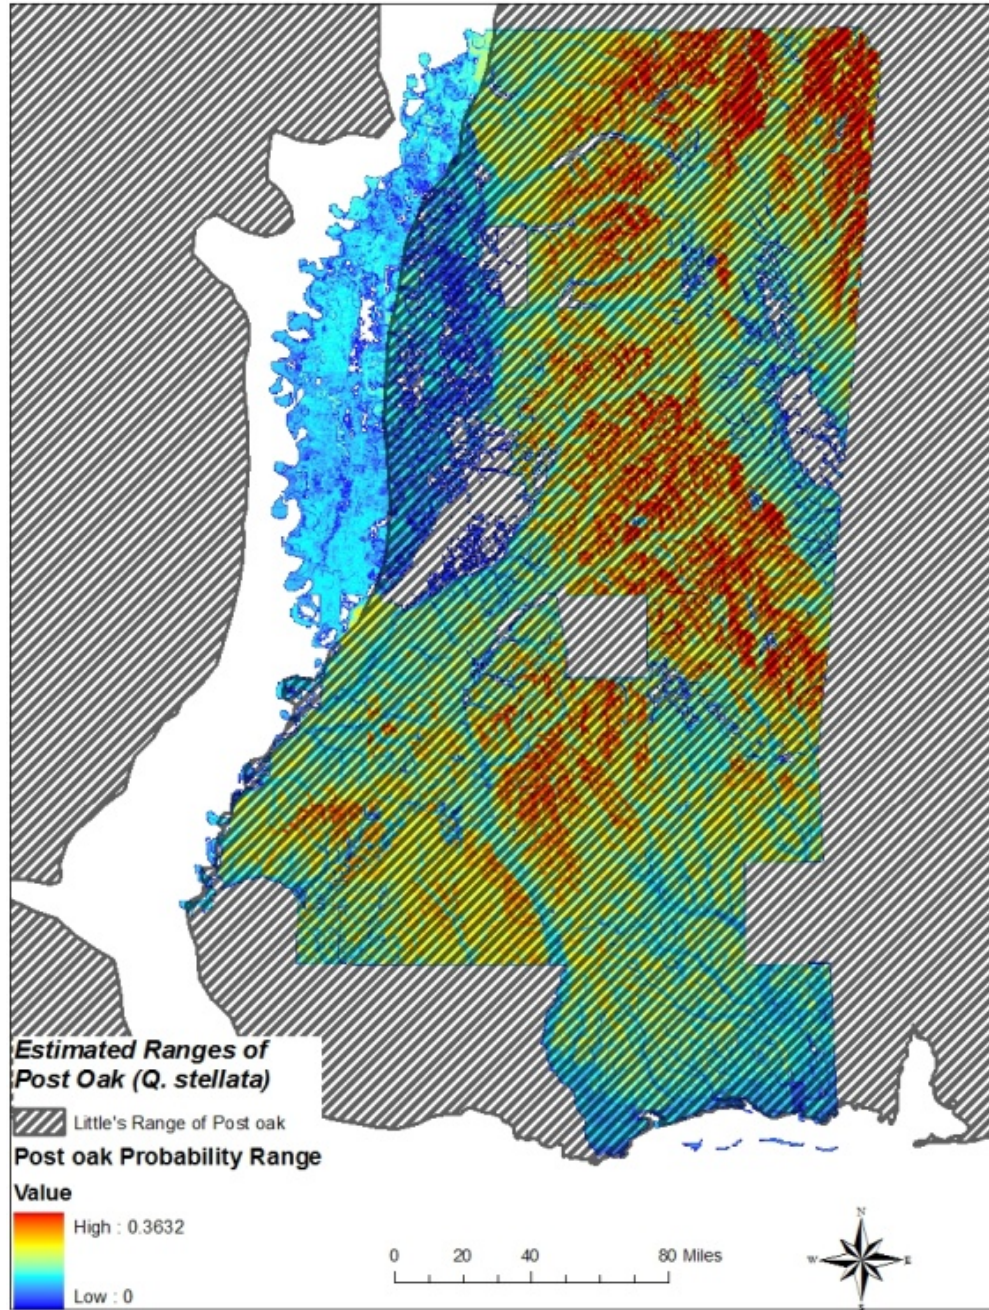 Estimated Ranges of
Post Oak (Q. stellata)
Little's Range of Post oak
Post oak Probability Range
Value
High : 0.3632
Low : 0
0 20 40 80 Miles
N
W E
S